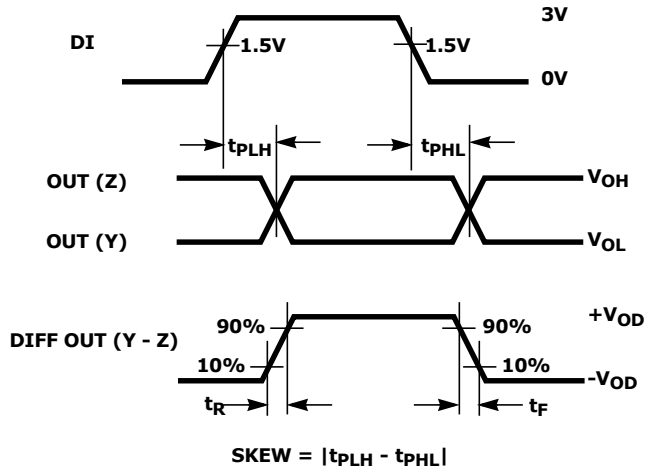 3V
DI
1.5V
1.5V
0V
tPLH
tPHL
OUT (Z)
VOH
OUT (Y)
VOL
+VOD
90%
90%
DIFF OUT (Y - Z)
10%
10%
-VOD
tR
tF
SKEW = |tPLH - tPHL|